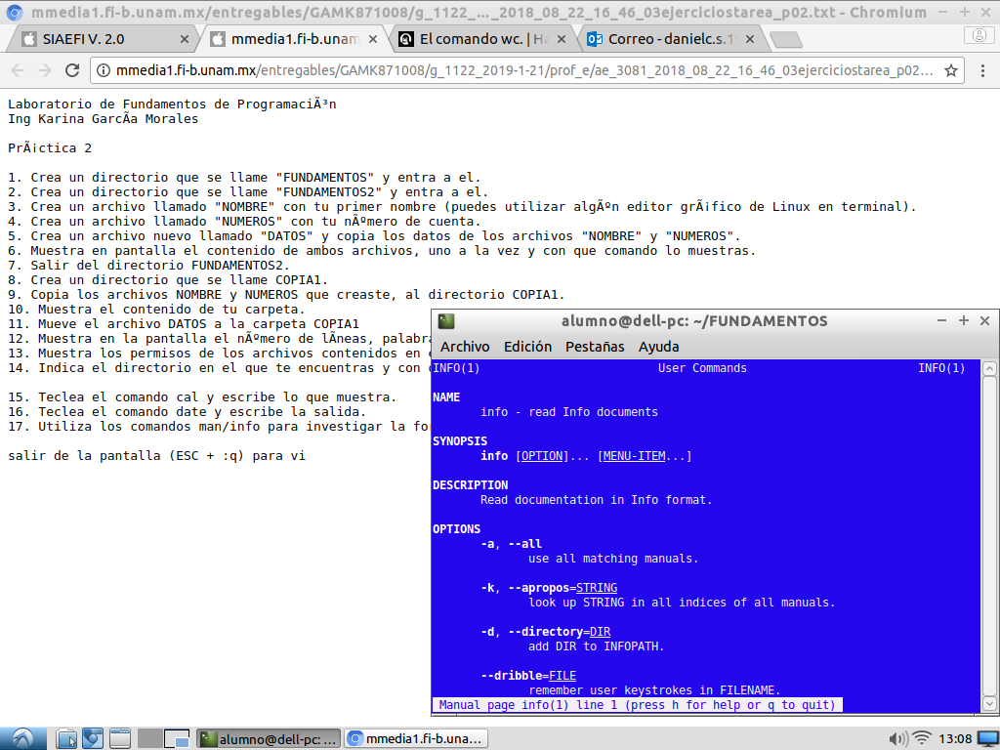 mmedia1.fi-b.unam.mx/entregables/GAMK871008/g_1122_..._2018_08_22_16_46_03ejerciciostarea_p02.txt - Chromium
SIAEFI V. 2.0
mmedia1.fi-b.unam
El comando wc. | Ha
Correo - danielc.s.19
mmedia1.fi-b.unam.mx/entregables/GAMK871008/g_1122_2019-1-21/prof_e/ae_3081_2018_08_22_16_46_03ejerciciostarea_p02...
Laboratorio de Fundamentos de ProgramaciÃ³n
Ing Karina GarcÃ­a Morales
PrÃ¡ctica 2
1. Crea un directorio que se llame "FUNDAMENTOS" y entra a el.
2. Crea un directorio que se llame "FUNDAMENTOS2" y entra a el.
3. Crea un archivo llamado "NOMBRE" con tu primer nombre (puedes utilizar algÃºn editor grÃ¡fico de Linux en terminal).
4. Crea un archivo llamado "NUMEROS" con tu nÃºmero de cuenta.
5. Crea un archivo nuevo llamado "DATOS" y copia los datos de los archivos "NOMBRE" y "NUMEROS".
6. Muestra en pantalla el contenido de ambos archivos, uno a la vez y con que comando lo muestras.
7. Salir del directorio FUNDAMENTOS2.
8. Crea un directorio que se llame COPIA1.
9. Copia los archivos NOMBRE y NUMEROS que creaste, al directorio COPIA1.
10. Muestra el contenido de tu carpeta.
11. Mueve el archivo DATOS a la carpeta COPIA1
12. Muestra en la pantalla el nÃºmero de lÃ­neas, palabra
13. Muestra los permisos de los archivos contenidos en e
14. Indica el directorio en el que te encuentras y con
15. Teclea el comando cal y escribe lo que muestra.
16. Teclea el comando date y escribe la salida.
17. Utiliza los comandos man/info para investigar la for
salir de la pantalla (ESC + :q) para vi
alumno@dell-pc: ~/FUNDAMENTOS
Archivo Edición Pestañas Ayuda
INFO(1) User Commands INFO(1)
NAME
info - read Info documents
SYNOPSIS
info [OPTION]... [MENU-ITEM...]
DESCRIPTION
Read documentation in Info format.
OPTIONS
-a, --all
use all matching manuals.
-k, --apropos=STRING
look up STRING in all indices of all manuals.
-d, --directory=DIR
add DIR to INFOPATH.
--dribble=FILE
remember user keystrokes in FILENAME.
Manual page info(1) line 1 (press h for help or q to quit)
alumno@dell-pc: ...
mmedia1.fi-b.una...
13:08